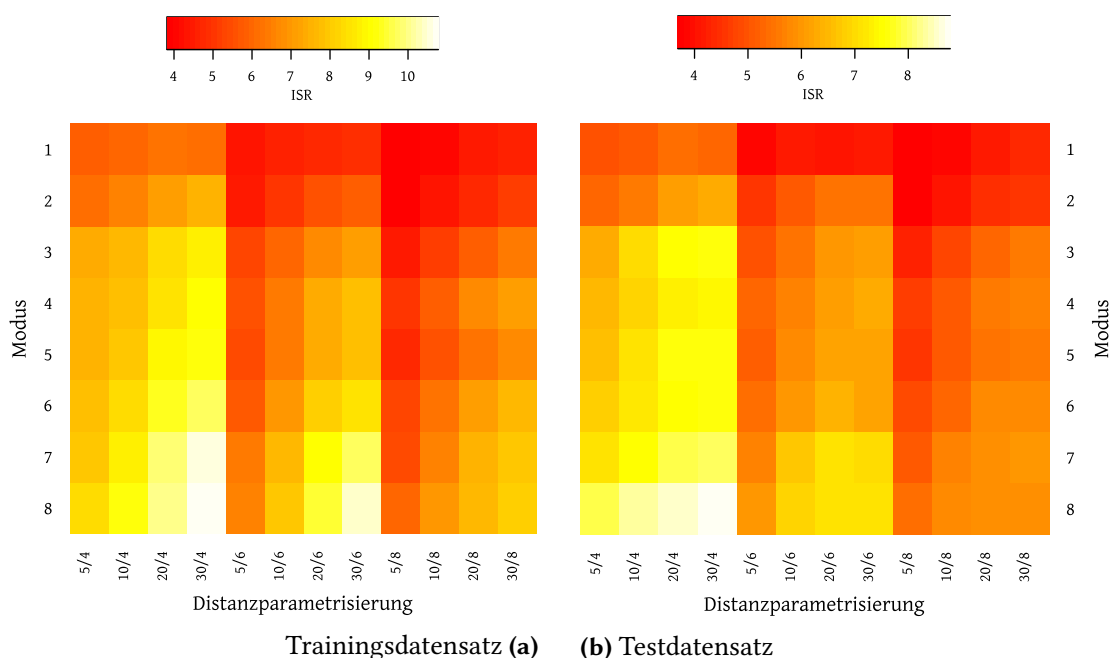 4 5 6 7 8 9 10
ISR
4 5 6 7 8
ISR
Modus
1
2
3
4
5
6
7
8
5/4 10/4 20/4 30/4 5/6 10/6 20/6 30/6 5/8 10/8 20/8 30/8
Distanzparametrisierung
1
2
3
4
5
6
7
8
Modus
5/4 10/4 20/4 30/4 5/6 10/6 20/6 30/6 5/8 10/8 20/8 30/8
Distanzparametrisierung
Trainingsdatensatz (a)
(b) Testdatensatz